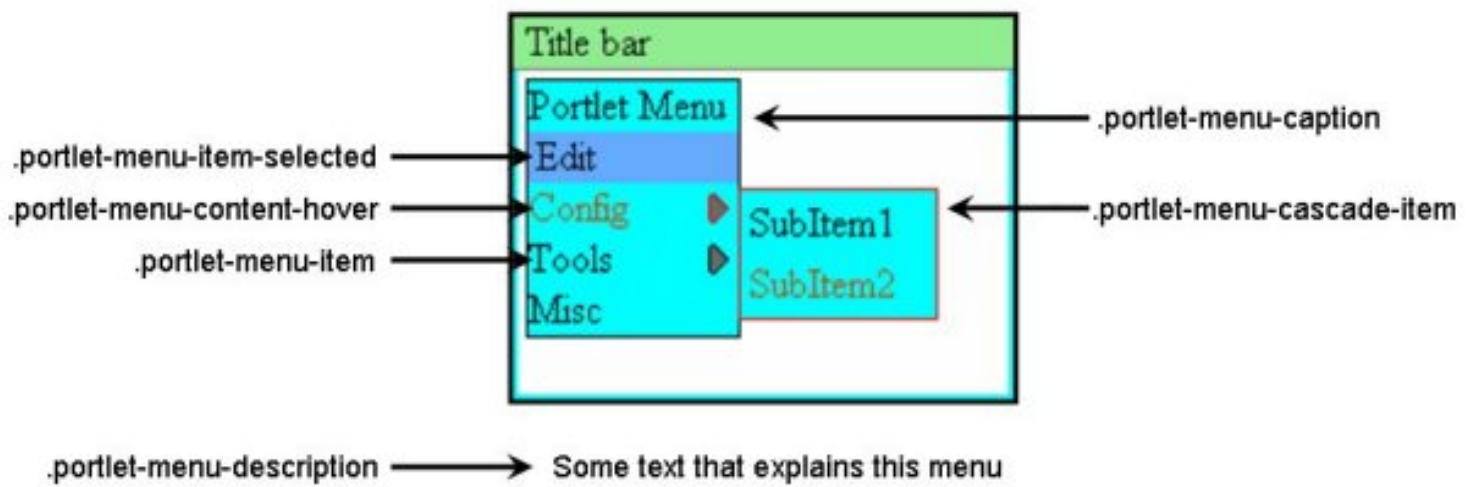 Title bar
Portlet Menu
.portlet-menu-caption
.portlet-menu-item-selected
Edit
.portlet-menu-content-hover
Config
SubItem1
.portlet-menu-cascade-item
.portlet-menu-item
Tools
SubItem2
Misc
.portlet-menu-description
Some text that explains this menu